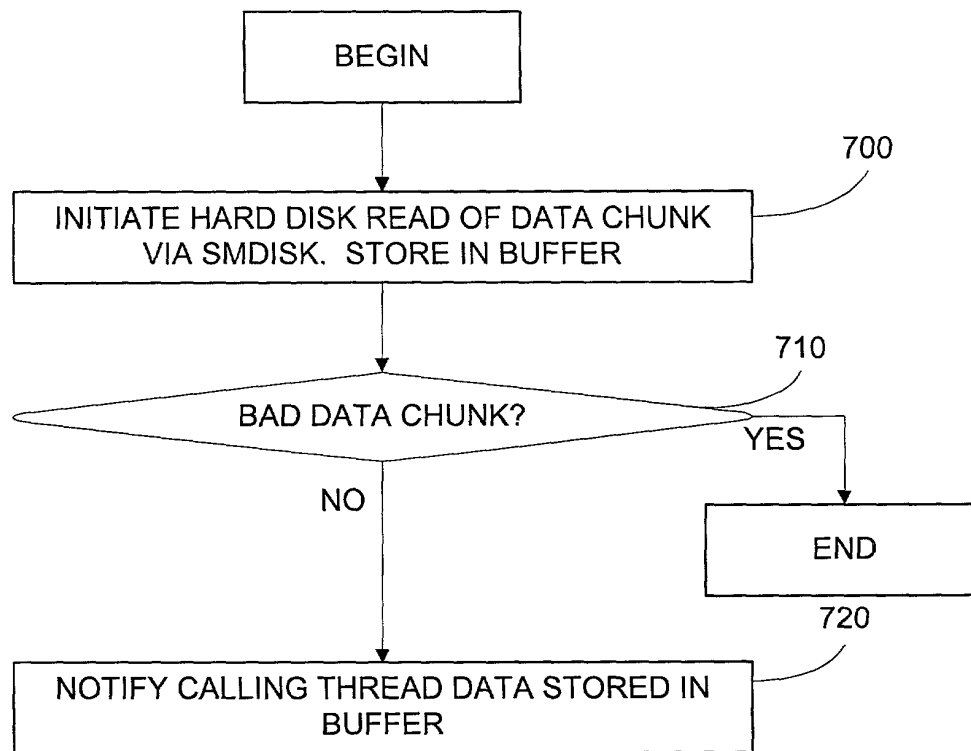 BEGIN
700
INITIATE HARD DISK READ OF DATA CHUNK
VIA SMDISK. STORE IN BUFFER
710
BAD DATA CHUNK?
YES
NO
END
720
NOTIFY CALLING THREAD DATA STORED IN
BUFFER